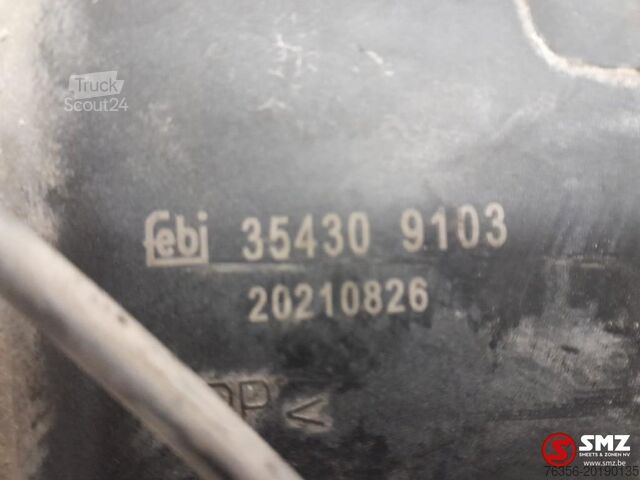 Truck
Scout24
febi 35430 9103
20210826
P<
SMZ
SHEETS & ZONEN NV
www.smz.be
76356-20190135